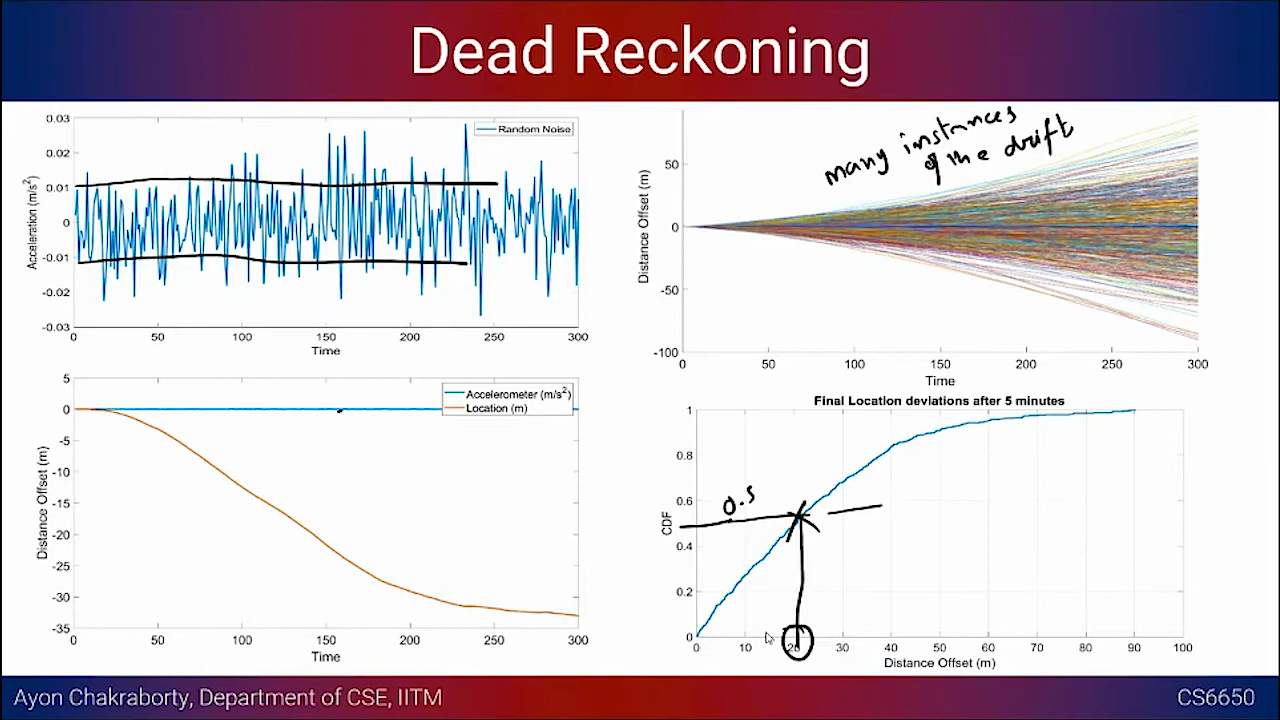 Dead Reckoning
0.03
0.02
0.01
0
-0.01
-0.02
-0.03
Acceleration (m/s²)
Random Noise
0 50 100 150 200 250 300
Time
50
0
-50
-100
Distance Offset (m)
many instances
of the drift
0 50 100 150 200 250 300
Time
5
0
-5
-10
-15
-20
-25
-30
-35
Distance Offset (m)
Accelerometer (m/s²)
Location (m)
0 50 100 150 200 250 300
Time
Final Location deviations after 5 minutes
1
0.8
0.6
0.4
0.2
0
CDF
0.5
0 10 20 30 40 50 60 70 80 90 100
Distance Offset (m)
Ayon Chakraborty, Department of CSE, IITM
CS6650